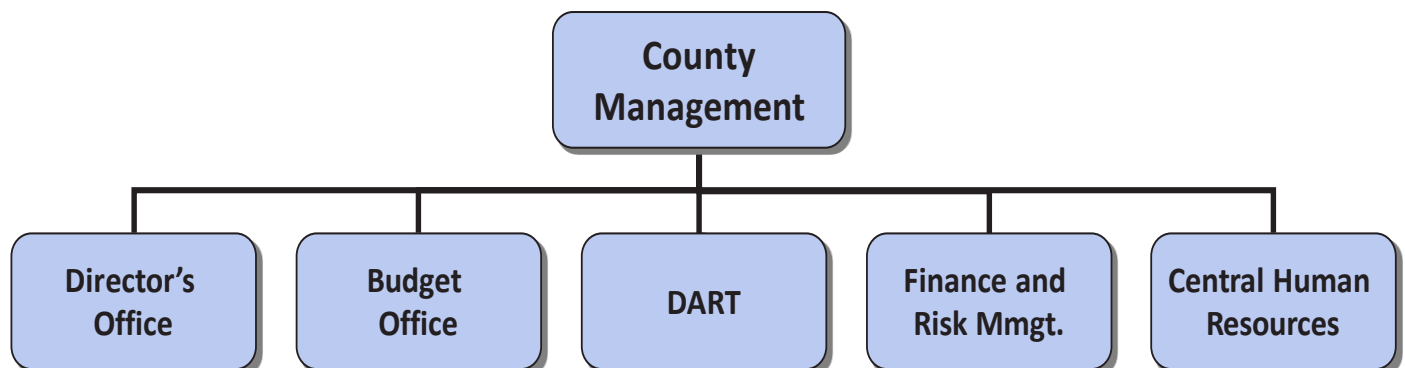 County
Management
Director’s
Office
Budget
Office
DART
Finance and
Risk Mmgt.
Central Human
Resources